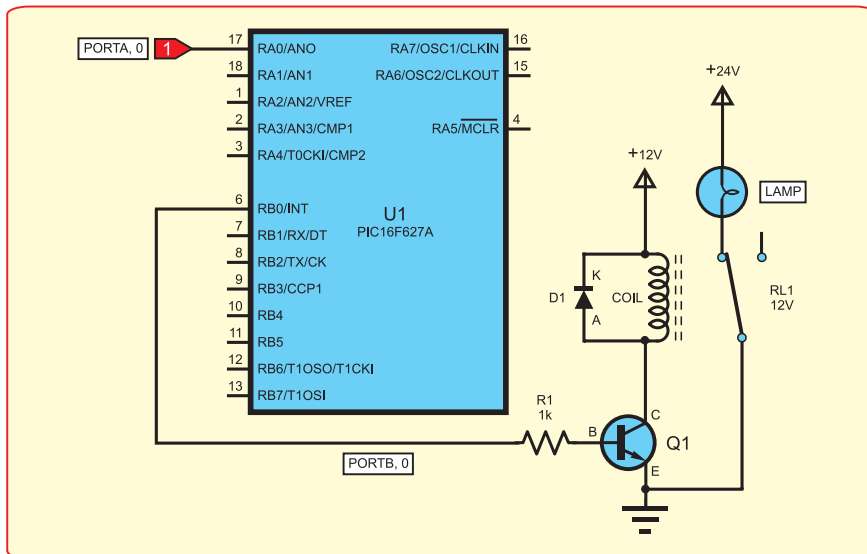 PORTA, 0
1
17
RA0/ANO
18
RA1/AN1
1
RA2/AN2/VREF
2
RA3/AN3/CMP1
3
RA4/T0CKI/CMP2
6
RB0/INT
7
RB1/RX/DT
8
RB2/TX/CK
9
RB3/CCP1
10
RB4
11
RB5
12
RB6/T1OSO/T1CKI
13
RB7/T1OSI
RA7/OSC1/CLKIN
16
RA6/OSC2/CLKOUT
15
RA5/MCLR
4
U1
PIC16F627A
+24V
LAMP
+12V
K
D1
A
COIL
RL1
12V
R1
1k
B
C
E
Q1
PORTB, 0